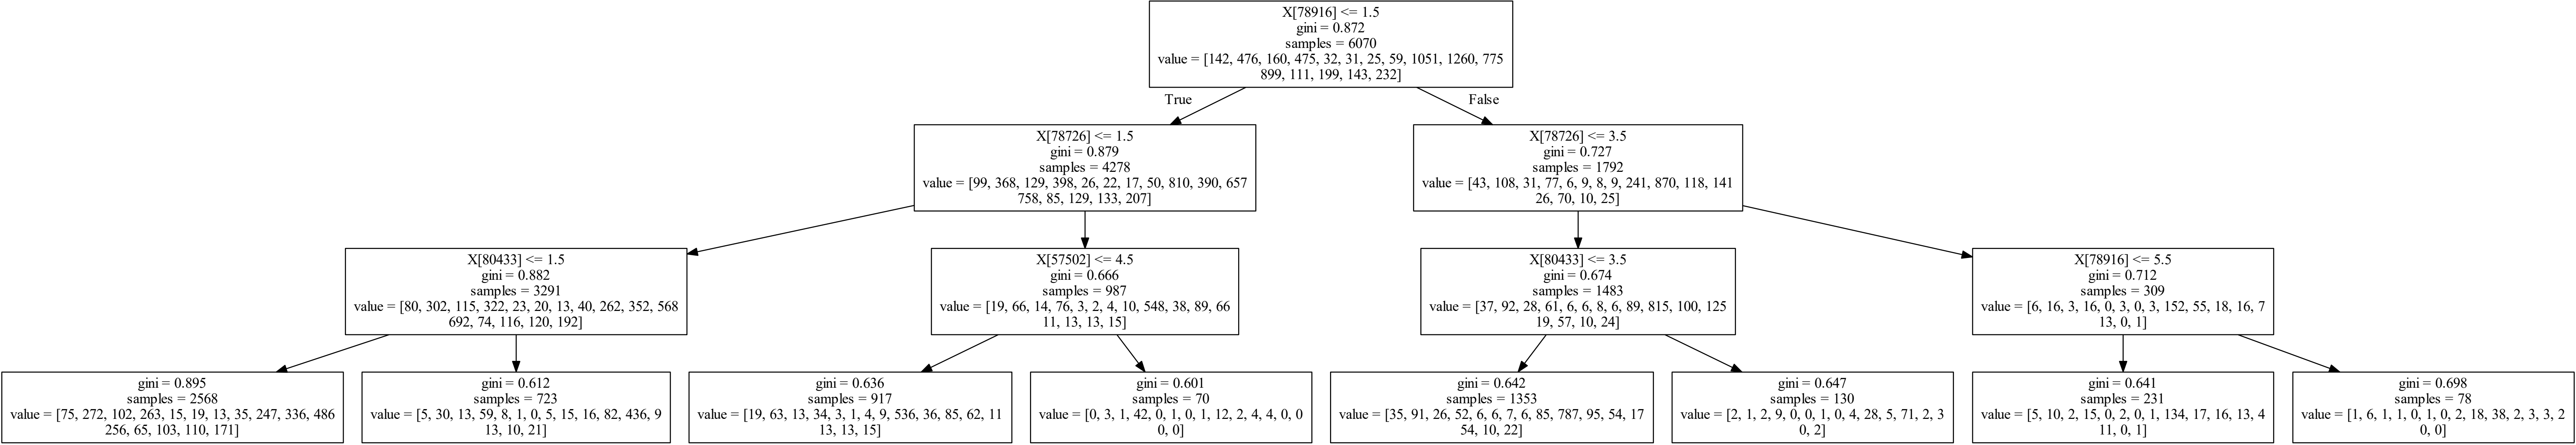 X[78916] <= 1.5
gini = 0.872
samples = 6070
value = [142, 476, 160, 475, 32, 31, 25, 59, 1051, 1260, 775
899, 111, 199, 143, 232]
True
False
X[78726] <= 1.5
gini = 0.879
samples = 4278
value = [99, 368, 129, 398, 26, 22, 17, 50, 810, 390, 657
758, 85, 129, 133, 207]
X[78726] <= 3.5
gini = 0.727
samples = 1792
value = [43, 108, 31, 77, 6, 9, 8, 9, 241, 870, 118, 141
26, 70, 10, 25]
X[80433] <= 1.5
gini = 0.882
samples = 3291
value = [80, 302, 115, 322, 23, 20, 13, 40, 262, 352, 568
692, 74, 116, 120, 192]
X[57502] <= 4.5
gini = 0.666
samples = 987
value = [19, 66, 14, 76, 3, 2, 4, 10, 548, 38, 89, 66
11, 13, 13, 15]
X[80433] <= 3.5
gini = 0.674
samples = 1483
value = [37, 92, 28, 61, 6, 6, 8, 6, 89, 815, 100, 125
19, 57, 10, 24]
X[78916] <= 5.5
gini = 0.712
samples = 309
value = [6, 16, 3, 16, 0, 3, 0, 3, 152, 55, 18, 16, 7
13, 0, 1]
gini = 0.895
samples = 2568
value = [75, 272, 102, 263, 15, 19, 13, 35, 247, 336, 486
256, 65, 103, 110, 171]
gini = 0.612
samples = 723
value = [5, 30, 13, 59, 8, 1, 0, 5, 15, 16, 82, 436, 9
13, 10, 21]
gini = 0.636
samples = 917
value = [19, 63, 13, 34, 3, 1, 4, 9, 536, 36, 85, 62, 11
13, 13, 15]
gini = 0.601
samples = 70
value = [0, 3, 1, 42, 0, 1, 0, 1, 12, 2, 4, 4, 0, 0
0, 0]
gini = 0.642
samples = 1353
value = [35, 91, 26, 52, 6, 6, 7, 6, 85, 787, 95, 54, 17
54, 10, 22]
gini = 0.647
samples = 130
value = [2, 1, 2, 9, 0, 0, 1, 0, 4, 28, 5, 71, 2, 3
0, 2]
gini = 0.641
samples = 231
value = [5, 10, 2, 15, 0, 2, 0, 1, 134, 17, 16, 13, 4
11, 0, 1]
gini = 0.698
samples = 78
value = [1, 6, 1, 1, 0, 1, 0, 2, 18, 38, 2, 3, 3, 2
0, 0]